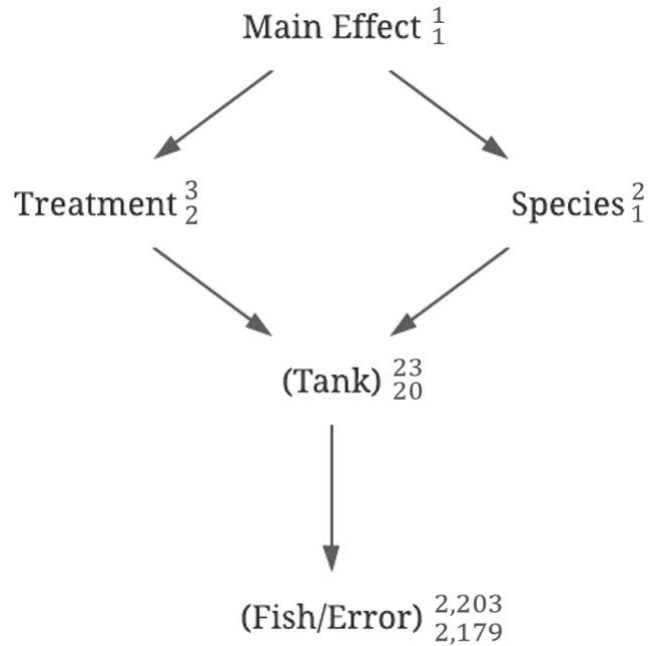 Main Effect 1 1
Treatment 3 2
Species 2 1
(Tank) 23 20
(Fish/Error) 2,203 2,179